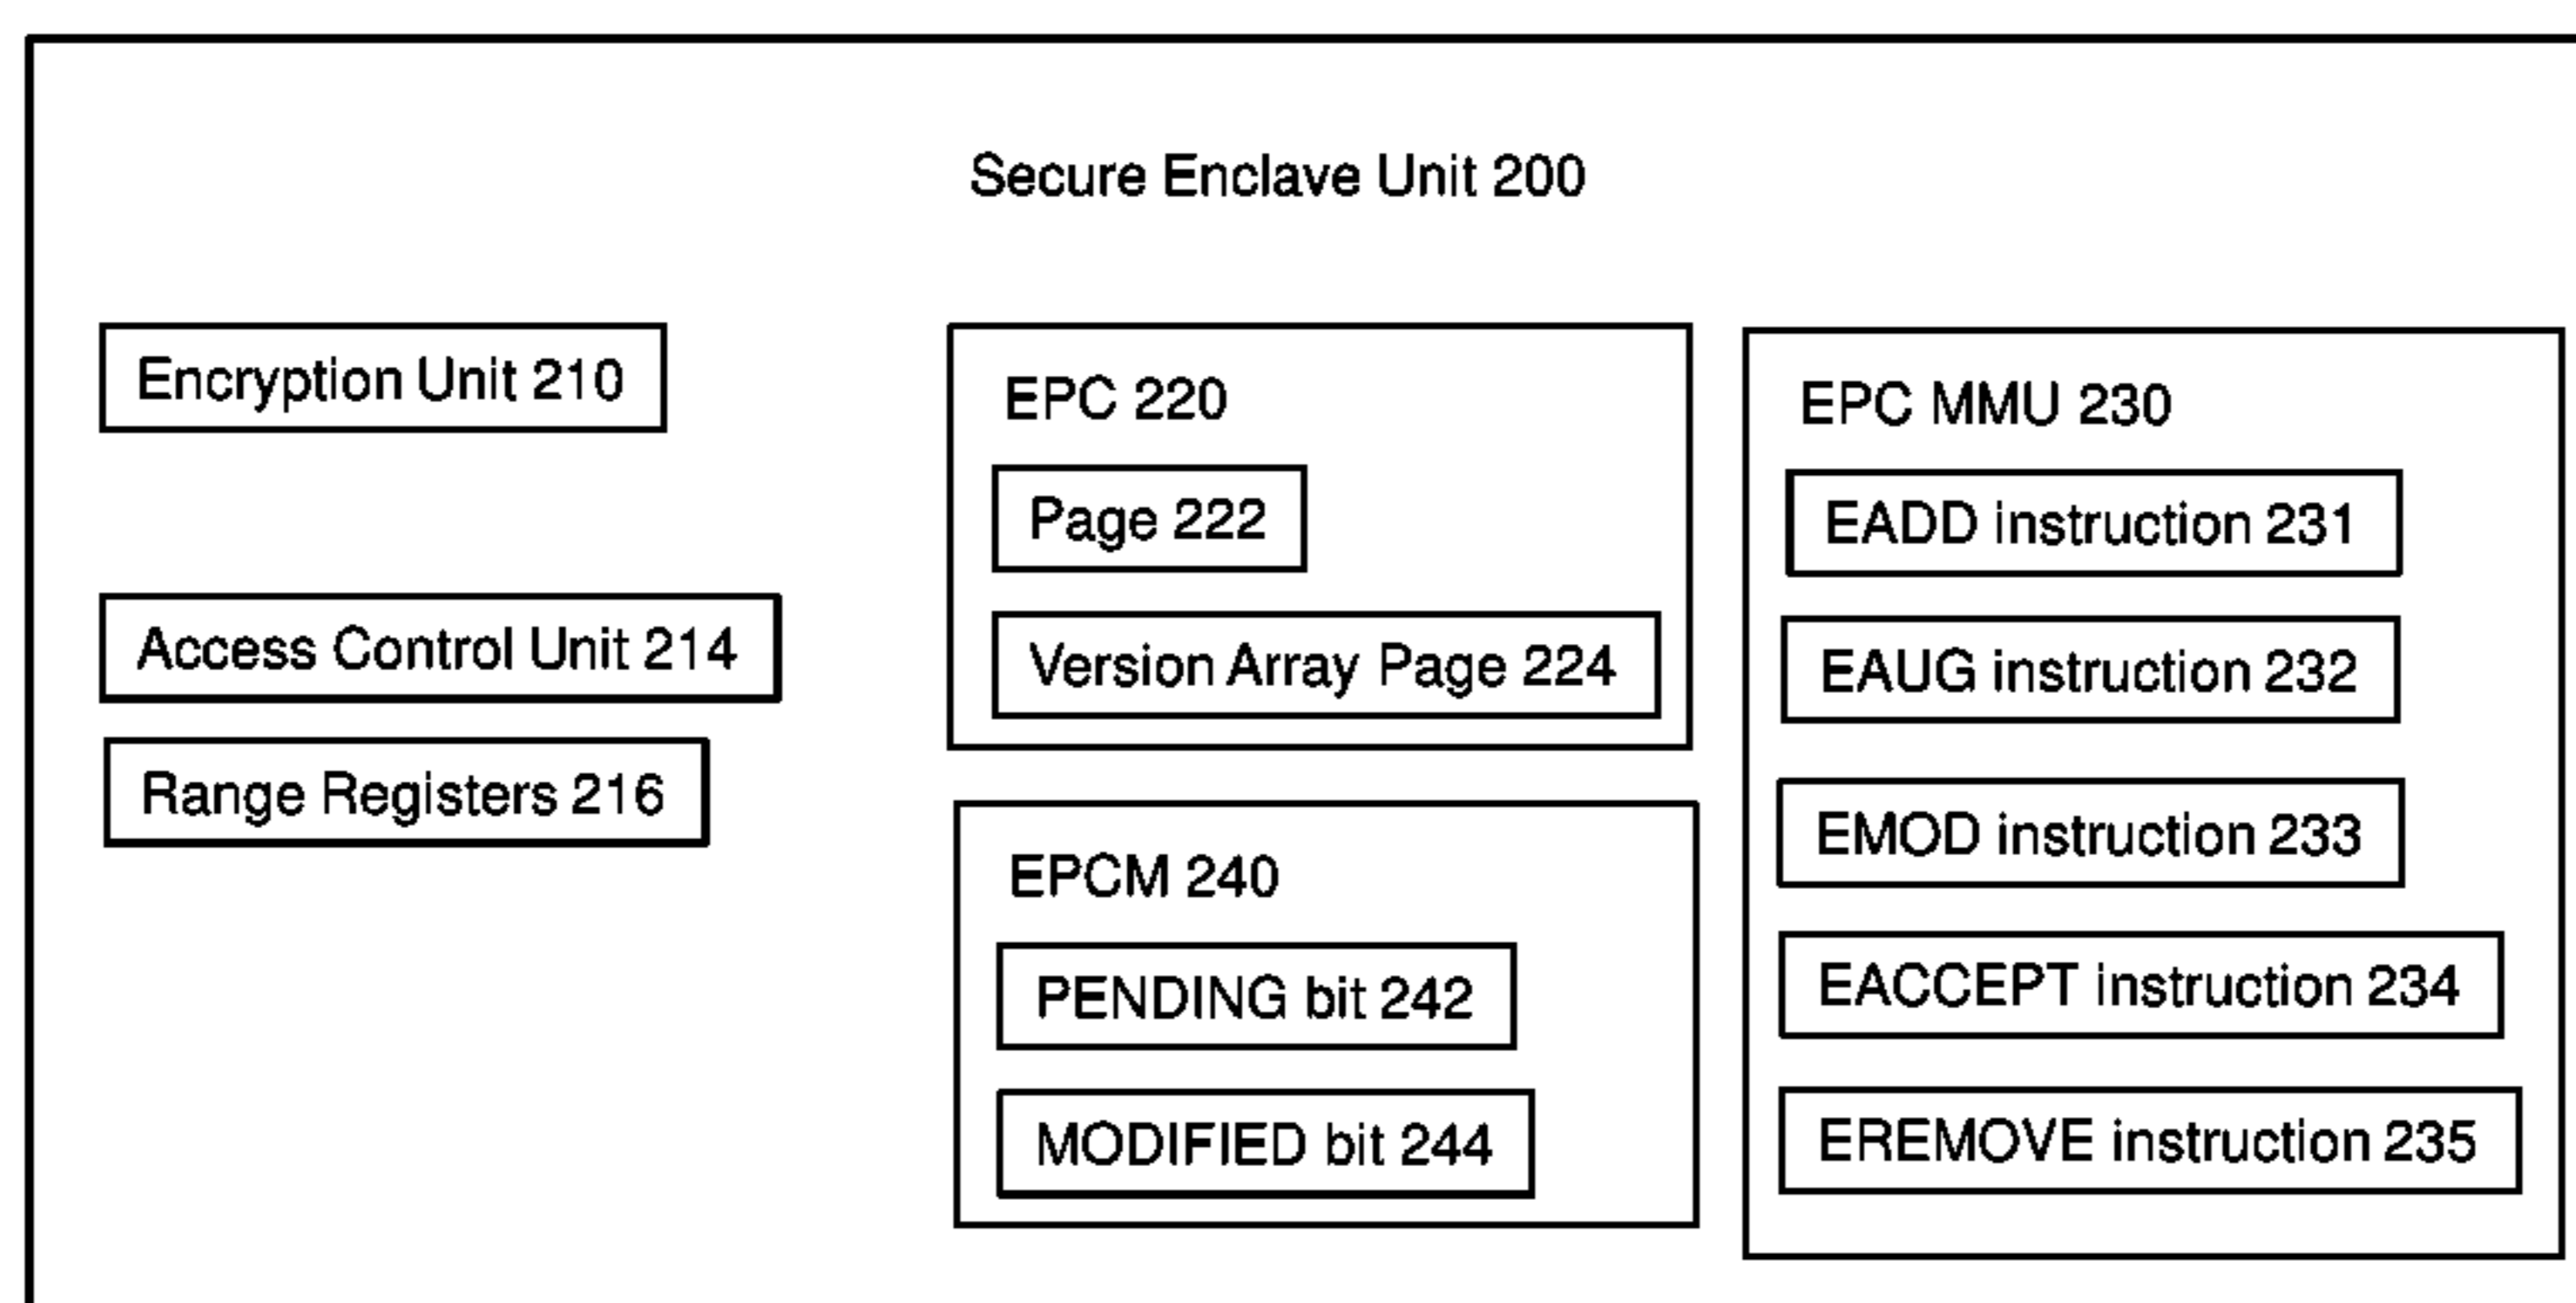 Secure Enclave Unit 200
Encryption Unit 210
Access Control Unit 214
Range Registers 216
EPC 220
Page 222
Version Array Page 224
EPCM 240
PENDING bit 242
MODIFIED bit 244
EPC MMU 230
EADD instruction 231
EAUG instruction 232
EMOD instruction 233
EACCEPT instruction 234
EREMOVE instruction 235